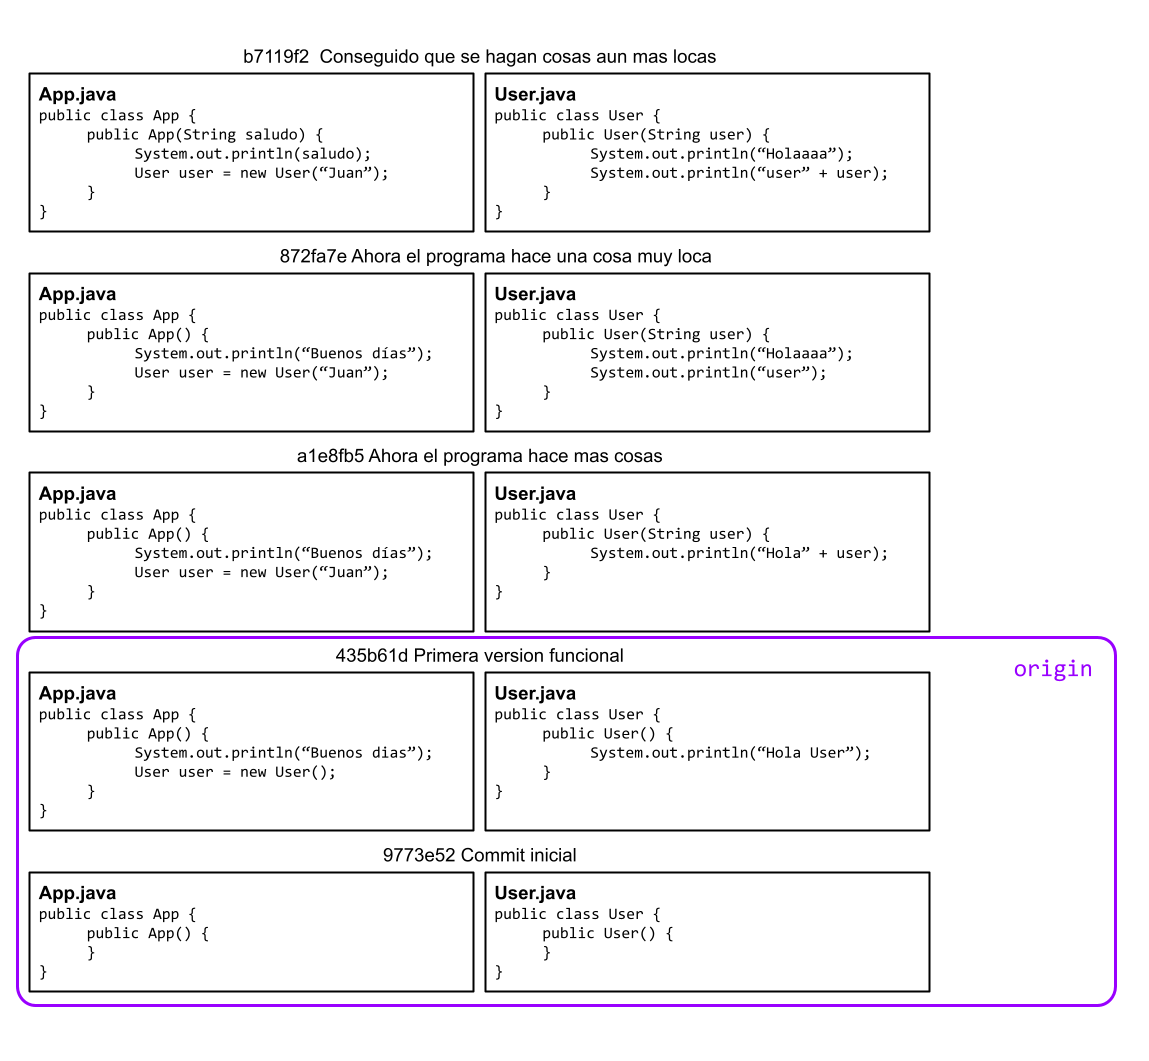 b7119f2  Conseguido que se hagan cosas aun mas locas
App.java
public class App {
public App(String saludo) {
System.out.println(saludo);
User user = new User(“Juan”);
}
}
User.java
public class User {
public User(String user) {
System.out.println(“Holaaaa”);
System.out.println(“user” + user);
}
}
872fa7e Ahora el programa hace una cosa muy loca
App.java
public class App {
public App() {
System.out.println(“Buenos días”);
User user = new User(“Juan”);
}
}
User.java
public class User {
public User(String user) {
System.out.println(“Holaaaa”);
System.out.println(“user”);
}
}
a1e8fb5 Ahora el programa hace mas cosas
App.java
public class App {
public App() {
System.out.println(“Buenos días”);
User user = new User(“Juan”);
}
}
User.java
public class User {
public User(String user) {
System.out.println(“Hola” + user);
}
}
435b61d Primera version funcional
origin
App.java
public class App {
public App() {
System.out.println(“Buenos dias”);
User user = new User();
}
}
User.java
public class User {
public User() {
System.out.println(“Hola User”);
}
}
9773e52 Commit inicial
App.java
public class App {
public App() {
}
}
User.java
public class User {
public User() {
}
}